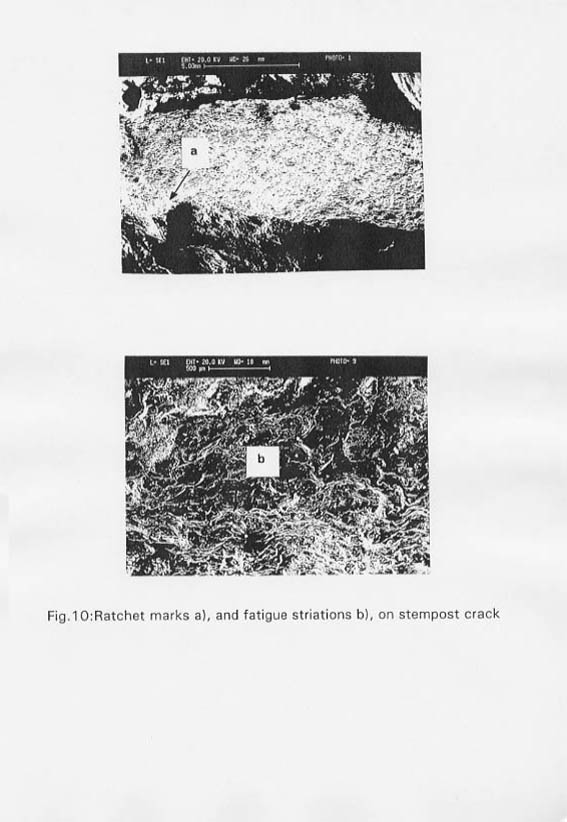 L= SE1 EHT= 20.0 KV WD= 26 mm PHOTO= 1
5.00mm
a
L= SE1 EHT= 20.0 KV WD= 18 mm PHOTO= 9
500 µm
b
Fig.10:Ratchet marks a), and fatigue striations b), on stempost crack